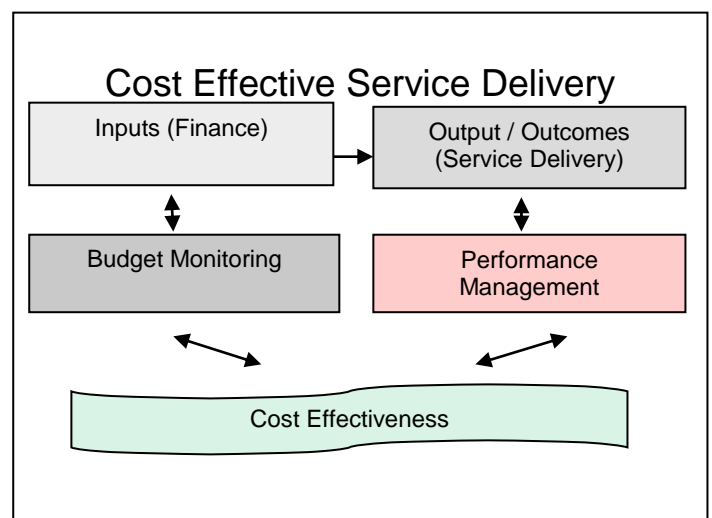 Cost Effective Service Delivery
Inputs (Finance)
Output / Outcomes
(Service Delivery)
Budget Monitoring
Performance
Management
Cost Effectiveness